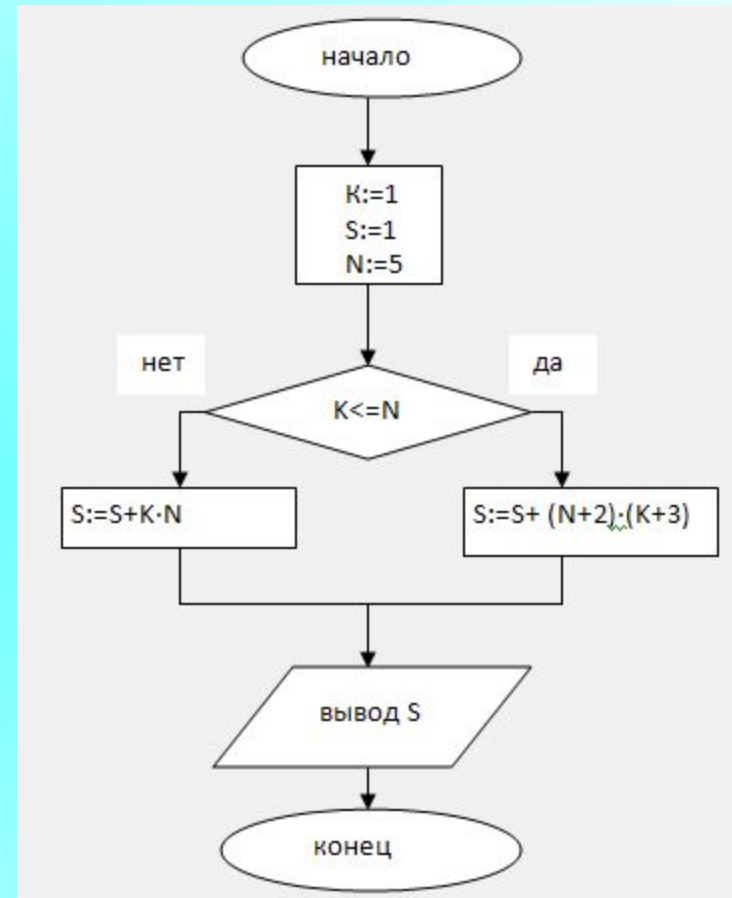 начало
K:=1
S:=1
N:=5
нет
да
K<=N
S:=S+K·N
S:=S+ (N+2)·(K+3)
вывод S
конец